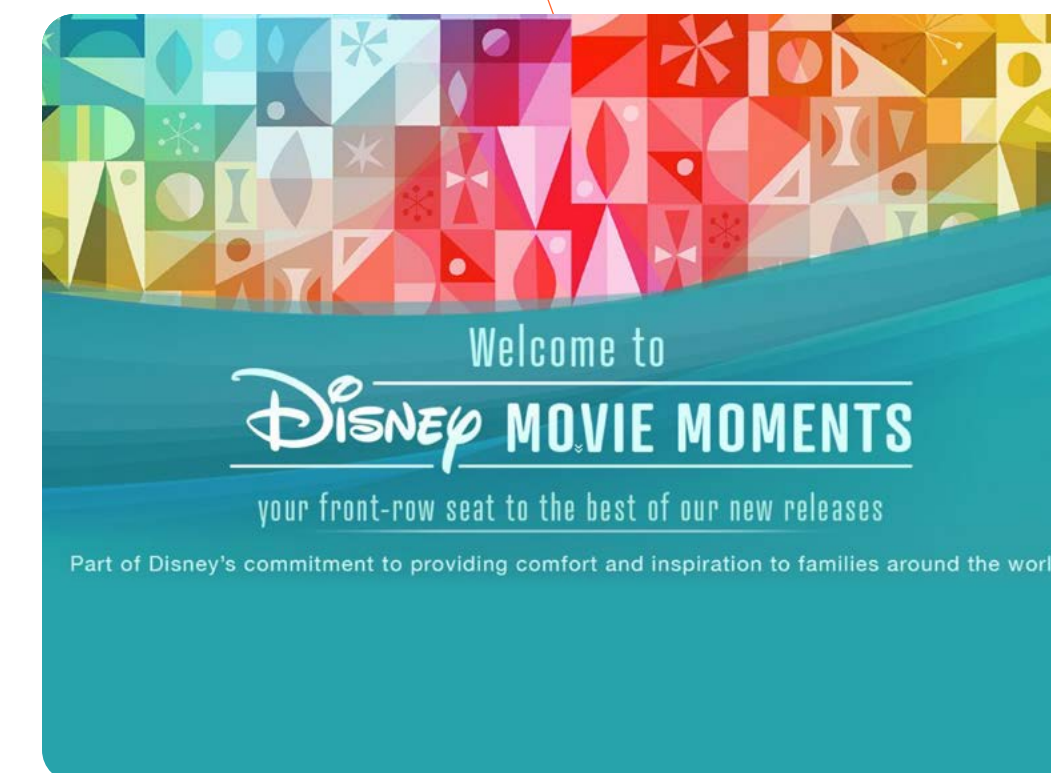 Welcome to
Disney MOVIE MOMENTS
your front-row seat to the best of our new releases
Part of Disney's commitment to providing comfort and inspiration to families around the